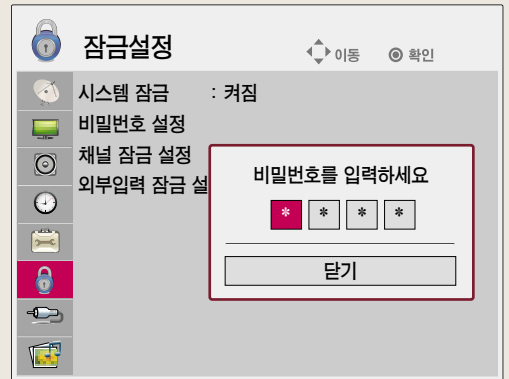 잠금설정
이동 확인
시스템 잠금 : 켜짐
비밀번호 설정
채널 잠금 설정
외부입력 잠금 설
비밀번호를 입력하세요
* * * *
닫기